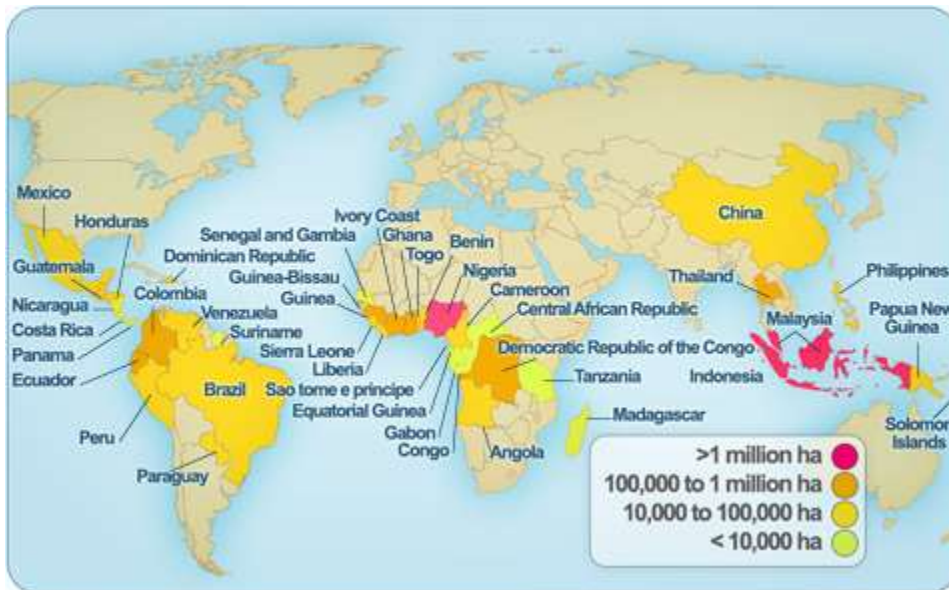 Mexico
Honduras
Guatemala
Nicaragua
Costa Rica
Panama
Ecuador
Peru
Paraguay
Dominican Republic
Colombia
Venezuela
Suriname
Brazil
Ivory Coast
Senegal and Gambia
Ghana
Togo
Benin
Guinea-Bissau
Nigeria
Guinea
Cameroon
Central African Republic
Sierra Leone
Liberia
Democratic Republic of the Congo
Sao tome e principe
Tanzania
Equatorial Guinea
Gabon
Congo
Angola
Madagascar
China
Thailand
Philippines
Malaysia
Papua New
Guinea
Indonesia
Solomon
Islands
>1 million ha
100,000 to 1 million ha
10,000 to 100,000 ha
< 10,000 ha